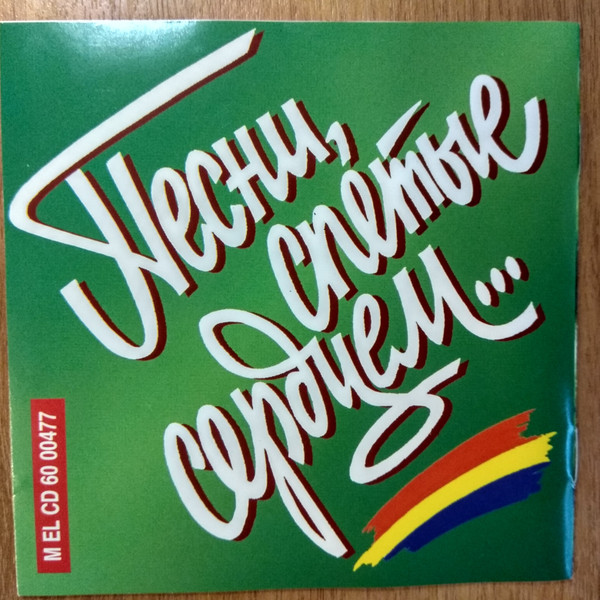 Песни,
спетые
сердцем...
M EL CD 60 00477